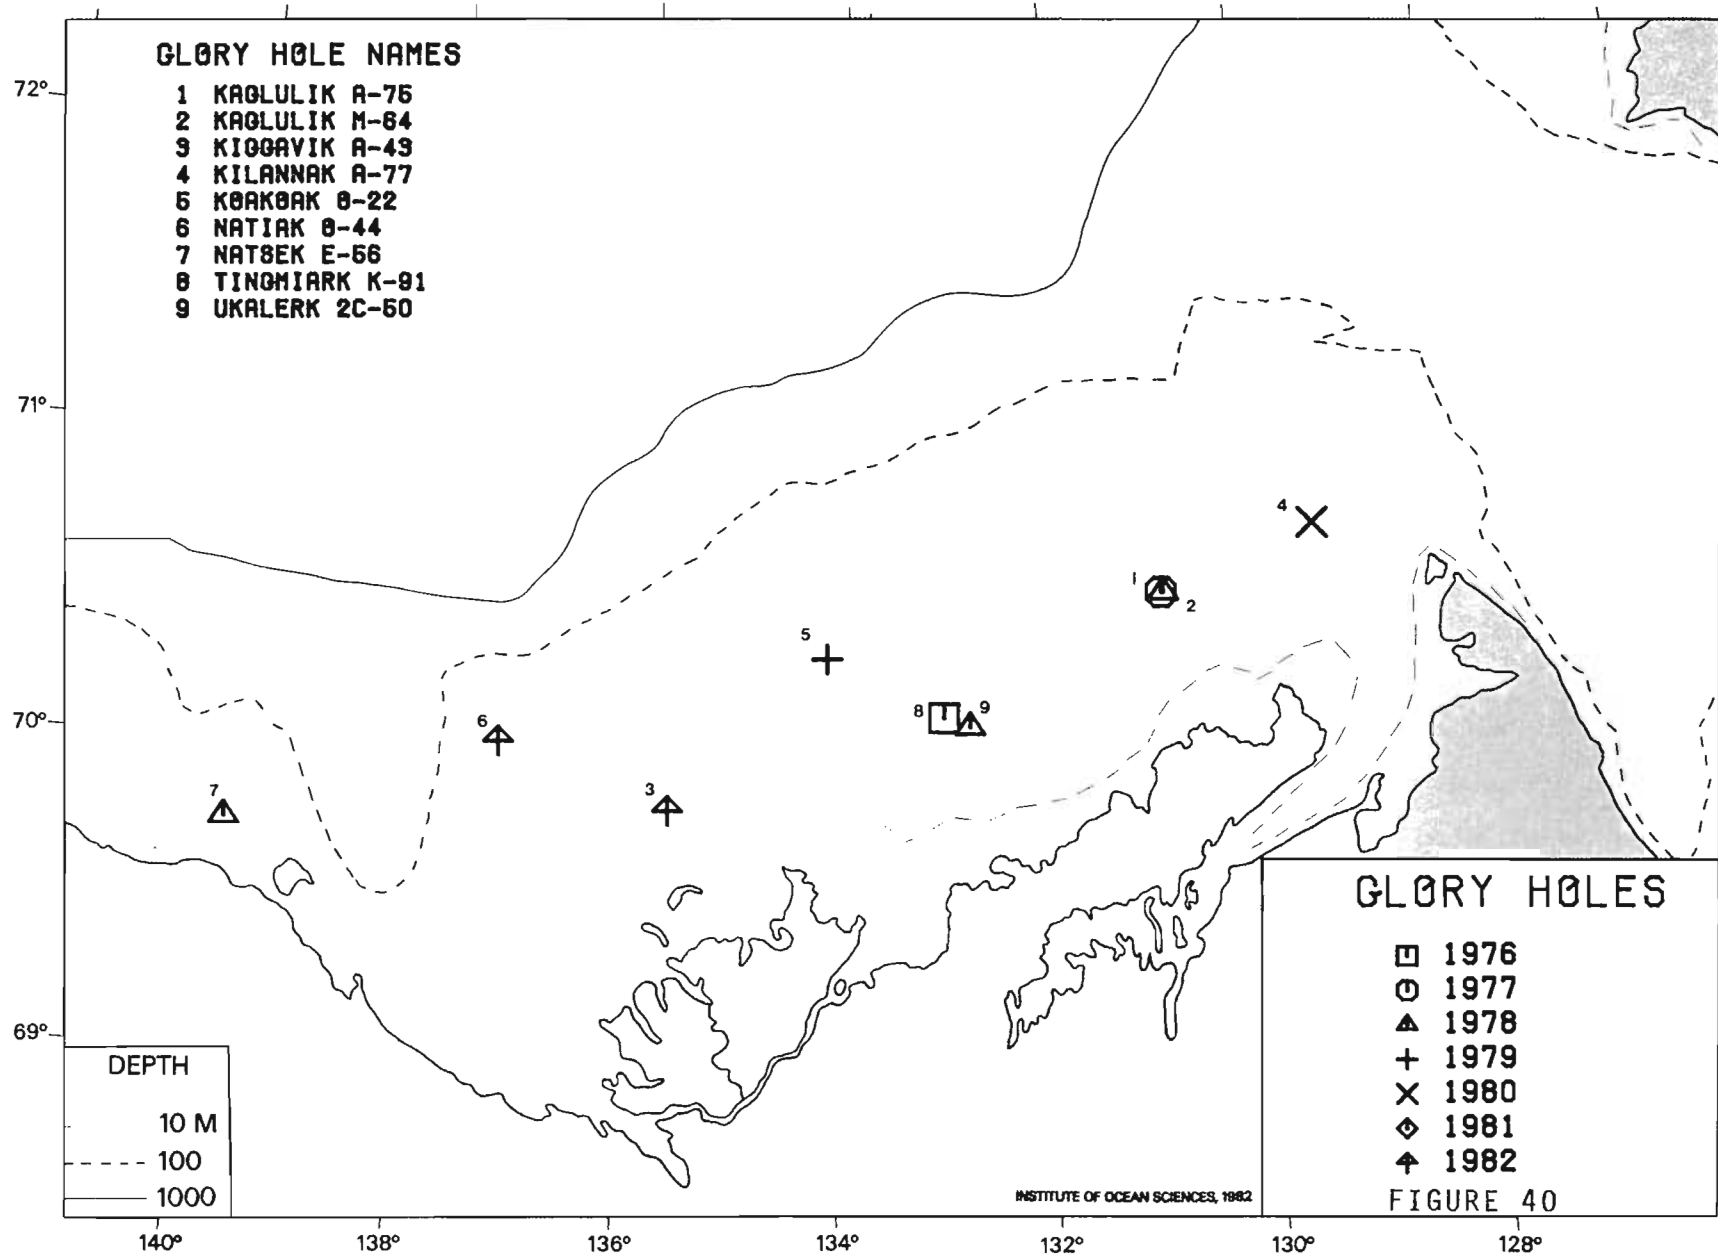 GLORY HOLE NAMES
1 KAGLULIK A-75
2 KAGLULIK M-64
3 KIGGAVIK A-43
4 KILANNAK A-77
5 KOAKOAK O-22
6 NATIAK O-44
7 NATSEK E-56
8 TINGMIARK K-91
9 UKALERK 2C-50
72°
71°
70°
69°
4
1
2
5
8
9
6
3
7
GLORY HOLES
1976
1977
1978
1979
1980
1981
1982
FIGURE 40
DEPTH
10 M
100
1000
INSTITUTE OF OCEAN SCIENCES, 1982
140° 138° 136° 134° 132° 130° 128°